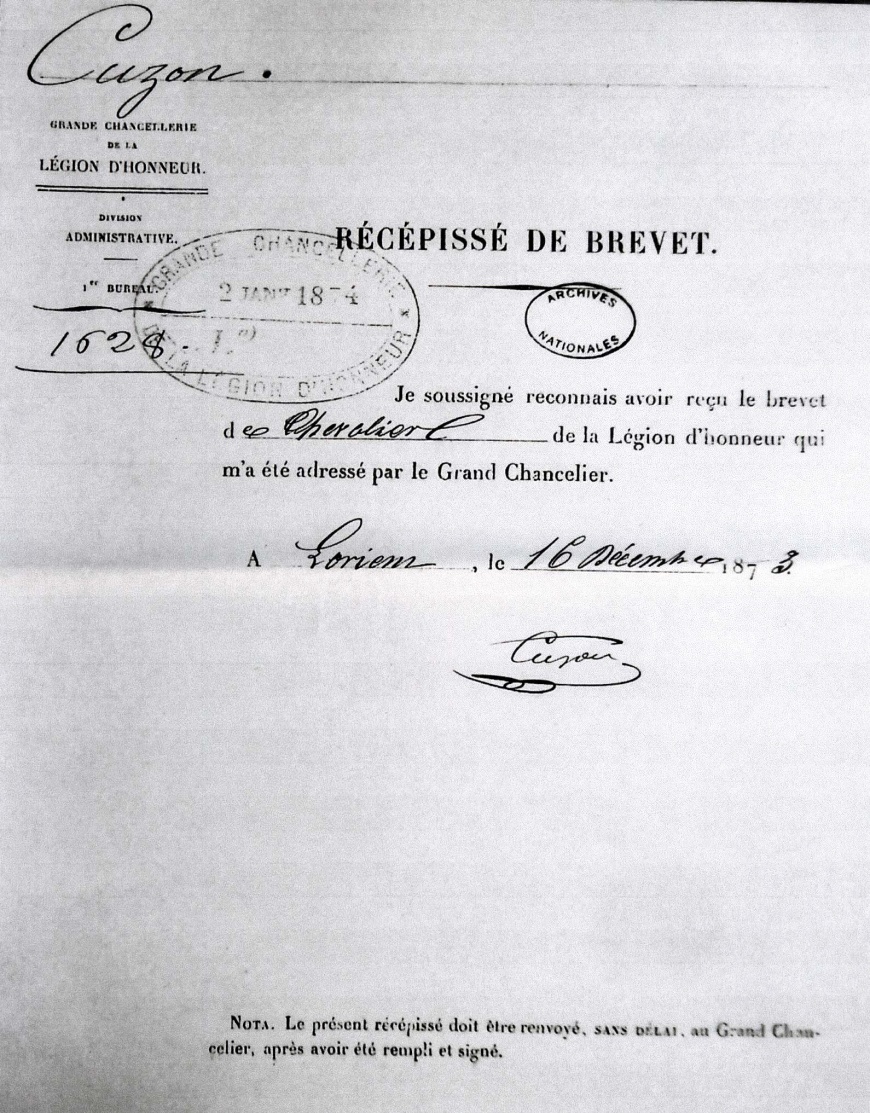 Cuzon.
GRANDE CHANCELLERIE
DE LA
LÉGION D'HONNEUR.
DIVISION
ADMINISTRATIVE.
1er BUREAU.
1628.
GRANDE CHANCELLERIE
2 JANV 1874
DE LA LÉGION D'HONNEUR
RÉCÉPISSÉ DE BREVET.
ARCHIVES
NATIONALES
Je soussigné reconnais avoir reçu le brevet
de Chevalier de la Légion d'honneur qui
m'a été adressé par le Grand Chancelier.
A Lorient, le 16 Décembre 1873.
Cuzon
NOTA. Le présent récépissé doit être renvoyé, SANS DÉLAI, au Grand Chan-
celier, après avoir été rempli et signé.